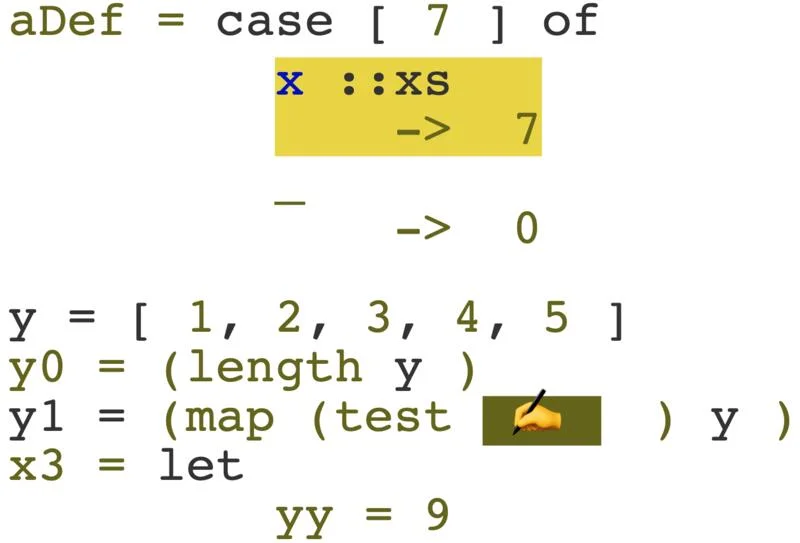 aDef = case [ 7 ] of
x ::xs
-> 7
_
-> 0
y = [ 1, 2, 3, 4, 5 ]
y0 = (length y )
y1 = (map (test ✍ ) y )
x3 = let
yy = 9